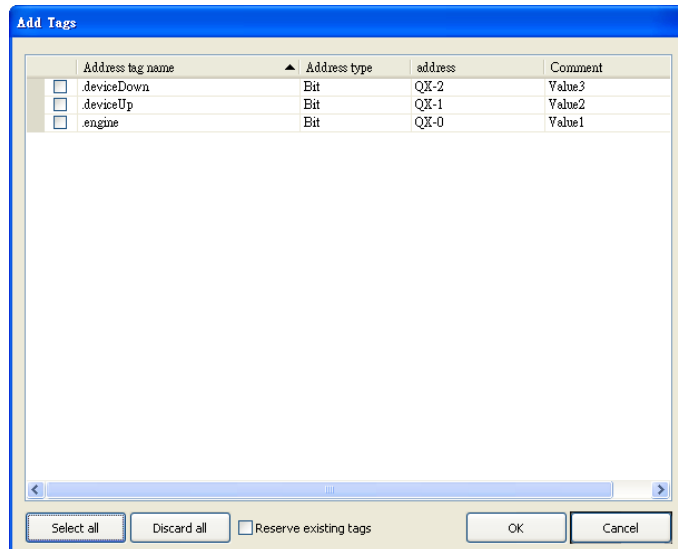 Add Tags
Address tag name Address type address Comment
.deviceDown Bit QX-2 Value3
.deviceUp Bit QX-1 Value2
.engine Bit QX-0 Value1
Select all Discard all Reserve existing tags OK Cancel